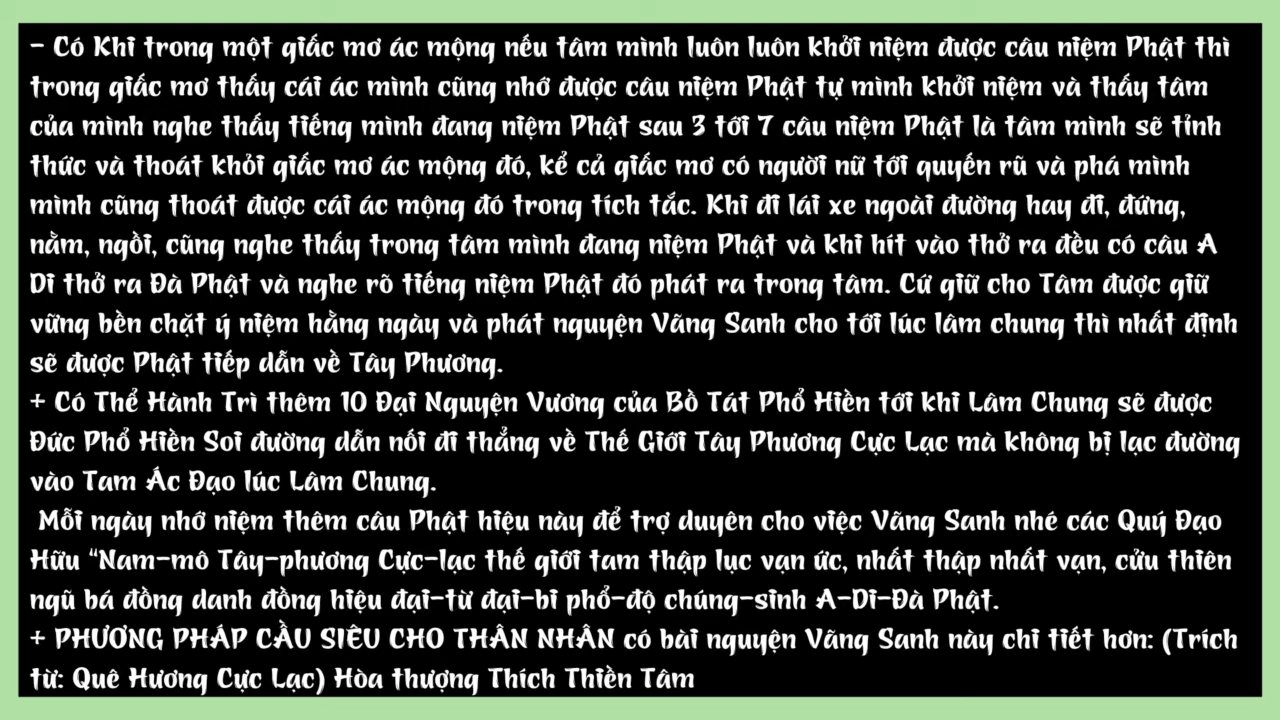 - Có Khi trong một giấc mơ ác mộng nếu tâm mình luôn luôn khởi niệm được câu niệm Phật thì
trong giấc mơ thấy cái ác mình cũng nhớ được câu niệm Phật tự mình khởi niệm và thấy tâm
của mình nghe thấy tiếng mình đang niệm Phật sau 3 tới 7 câu niệm Phật là tâm mình sẽ tỉnh
thức và thoát khỏi giấc mơ ác mộng đó, kể cả giấc mơ có người nữ tới quyến rũ và phá mình
mình cũng thoát được cái ác mộng đó trong tích tắc. Khi đi lái xe ngoài đường hay đi, đứng,
nằm, ngồi, cũng nghe thấy trong tâm mình đang niệm Phật và khi hít vào thở ra đều có câu A
Di thở ra Đà Phật và nghe rõ tiếng niệm Phật đó phát ra trong tâm. Cứ giữ cho Tâm được giữ
vững bền chặt ý niệm hằng ngày và phát nguyện Vãng Sanh cho tới lúc lâm chung thì nhất định
sẽ được Phật tiếp dẫn về Tây Phương.
+ Có Thể Hành Trì thêm 10 Đại Nguyện Vương của Bồ Tát Phổ Hiền tới khi Lâm Chung sẽ được
Đức Phổ Hiền Soi đường dẫn nối đi thẳng về Thế Giới Tây Phương Cực Lạc mà không bị lạc đường
vào Tam Ác Đạo lúc Lâm Chung.
Mỗi ngày nhớ niệm thêm câu Phật hiệu này để trợ duyên cho việc Vãng Sanh nhé các Quý Đạo
Hữu "Nam-mô Tây-phương Cực-lạc thế giới tam thập lục vạn ức, nhất thập nhất vạn, cửu thiên
ngũ bá đồng danh đồng hiệu đại-từ đại-bi phổ-độ chúng-sinh A-Di-Đà Phật.
+ PHƯƠNG PHÁP CẦU SIÊU CHO THÂN NHÂN có bài nguyện Vãng Sanh này chi tiết hơn: (Trích
từ: Quê Hương Cực Lạc) Hòa thượng Thích Thiền Tâm